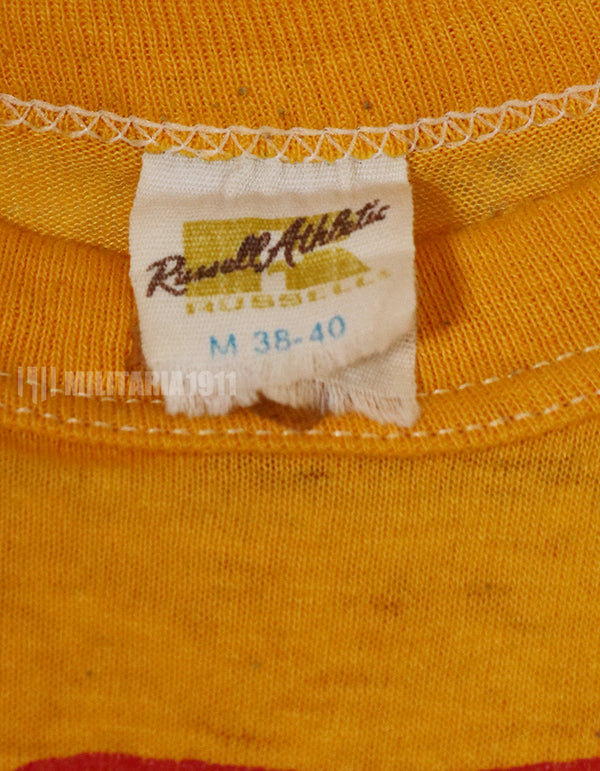 Russell Athletic
RUSSELL
M 38-40
MILITARIA1911